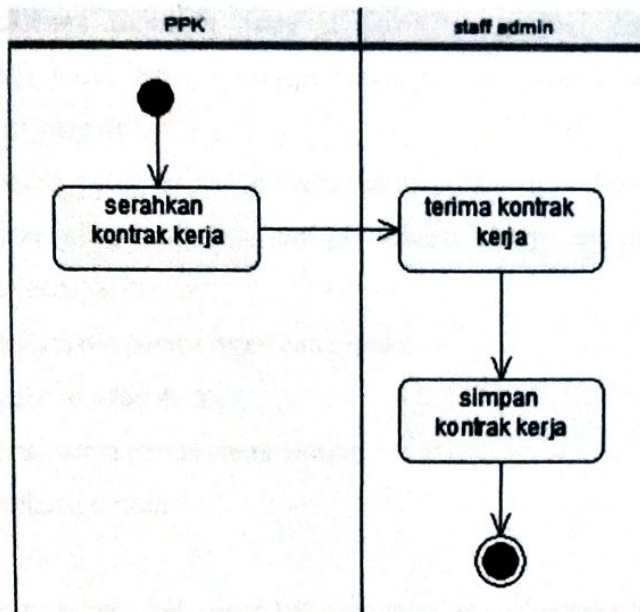 PPK
staff admin
serahkan
kontrak kerja
terima kontrak
kerja
simpan
kontrak kerja